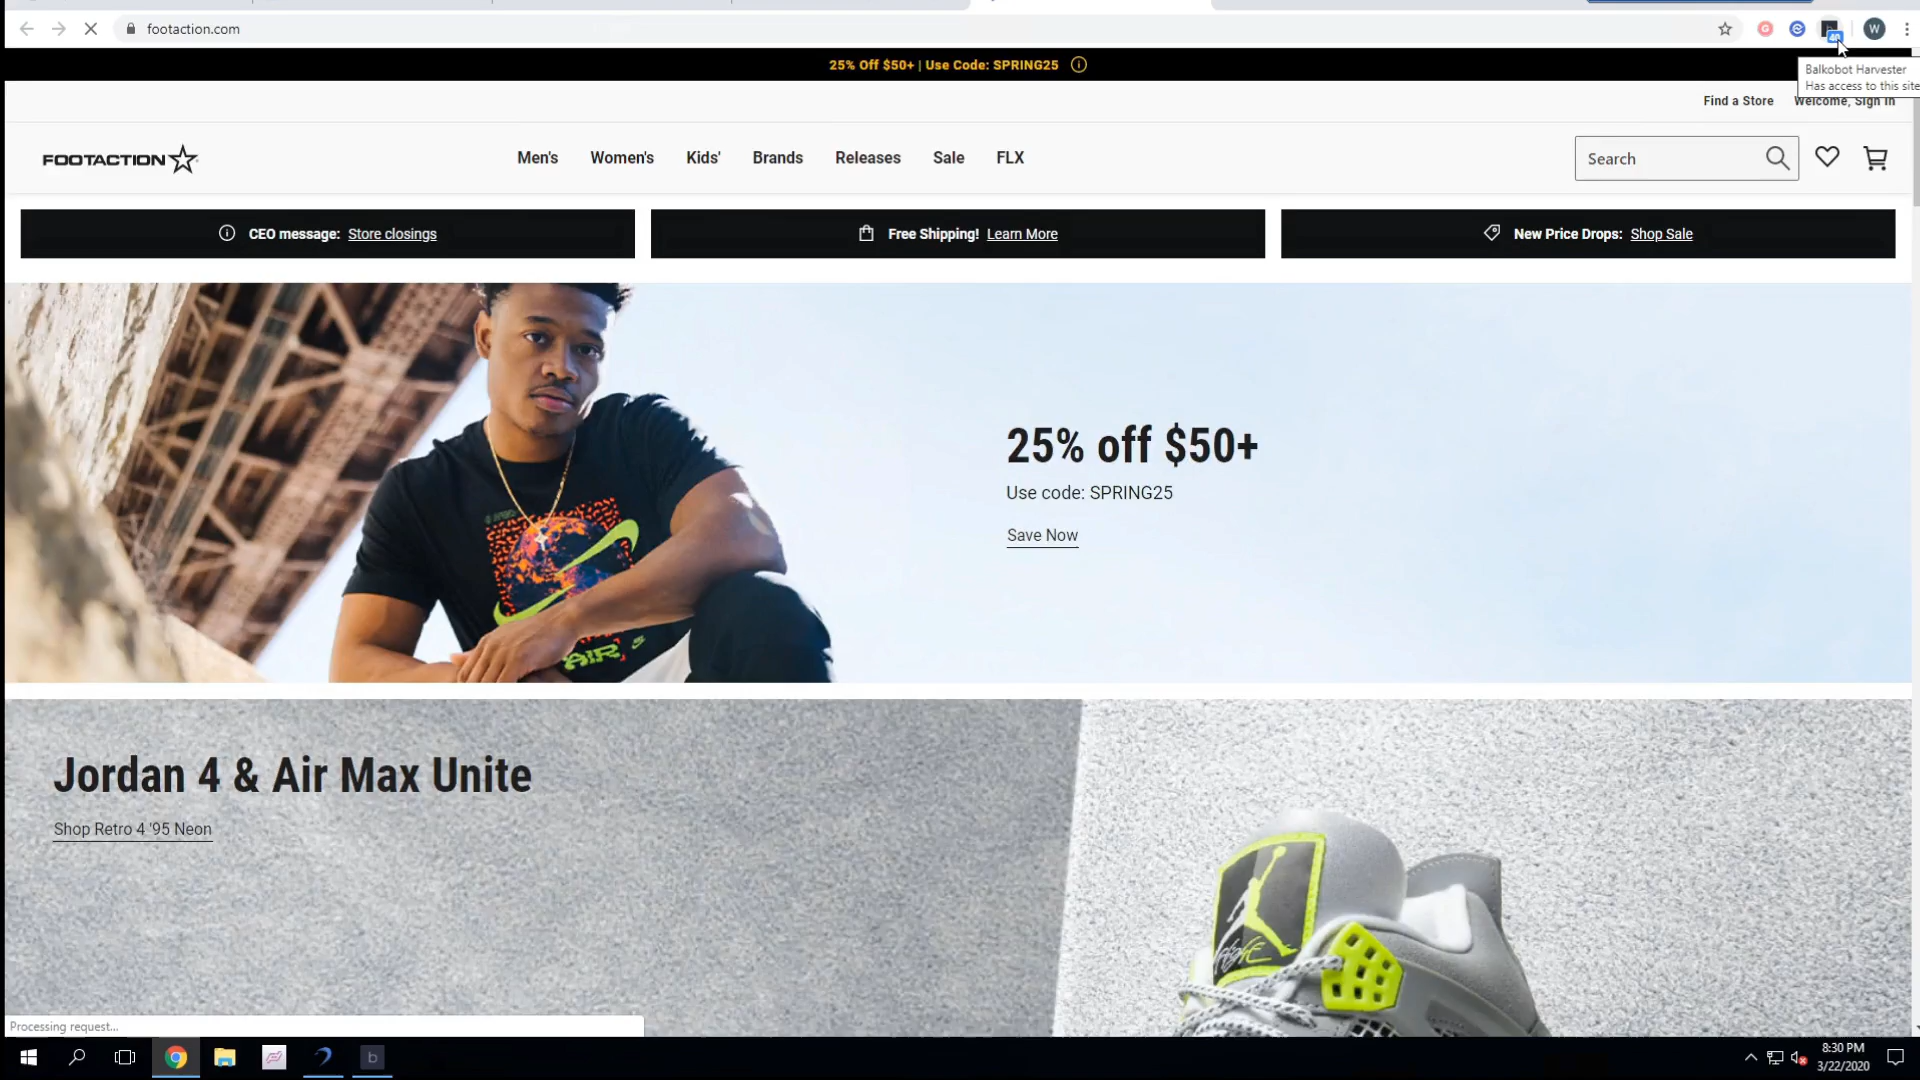 footaction.com
W
25% Off $50+ | Use Code: SPRING25
Balkobot Harvester
Has access to this site
Find a Store
Welcome, Sign In
FOOTACTION
Men's
Women's
Kids'
Brands
Releases
Sale
FLX
Search
CEO message: Store closings
Free Shipping! Learn More
New Price Drops: Shop Sale
25% off $50+
Use code: SPRING25
Save Now
AIR
Jordan 4 & Air Max Unite
Shop Retro 4 '95 Neon
Processing request...
b
8:30 PM
3/22/2020